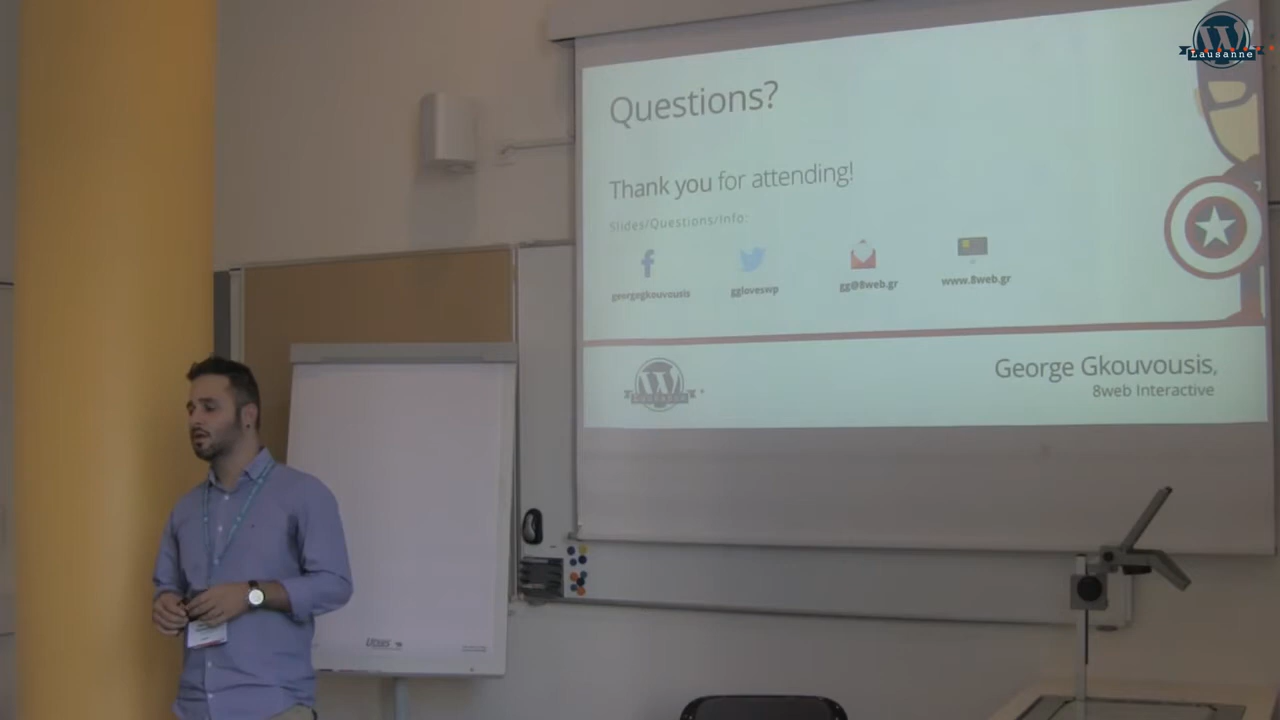 Lausanne
Questions?
Thank you for attending!
Slides/Questions/Info:
georgegkouvousis
ggloveswp
gg@8web.gr
www.8web.gr
George Gkouvousis,
8web Interactive